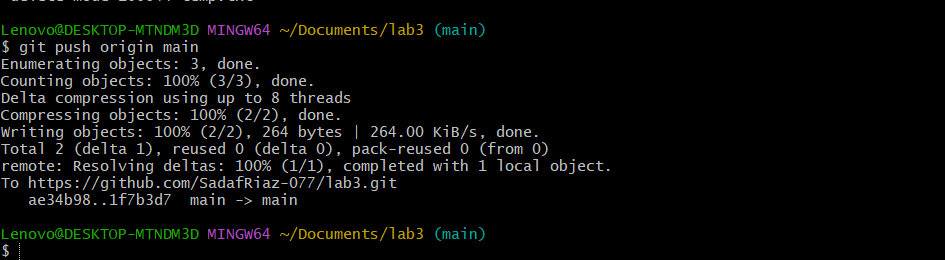 Lenovo@DESKTOP-MTNDM3D MINGW64 ~/Documents/lab3 (main)
$ git push origin main
Enumerating objects: 3, done.
Counting objects: 100% (3/3), done.
Delta compression using up to 8 threads
Compressing objects: 100% (2/2), done.
Writing objects: 100% (2/2), 264 bytes | 264.00 KiB/s, done.
Total 2 (delta 1), reused 0 (delta 0), pack-reused 0 (from 0)
remote: Resolving deltas: 100% (1/1), completed with 1 local object.
To https://github.com/SadafRiaz-077/lab3.git
   ae34b98..1f7b3d7  main -> main
Lenovo@DESKTOP-MTNDM3D MINGW64 ~/Documents/lab3 (main)
$